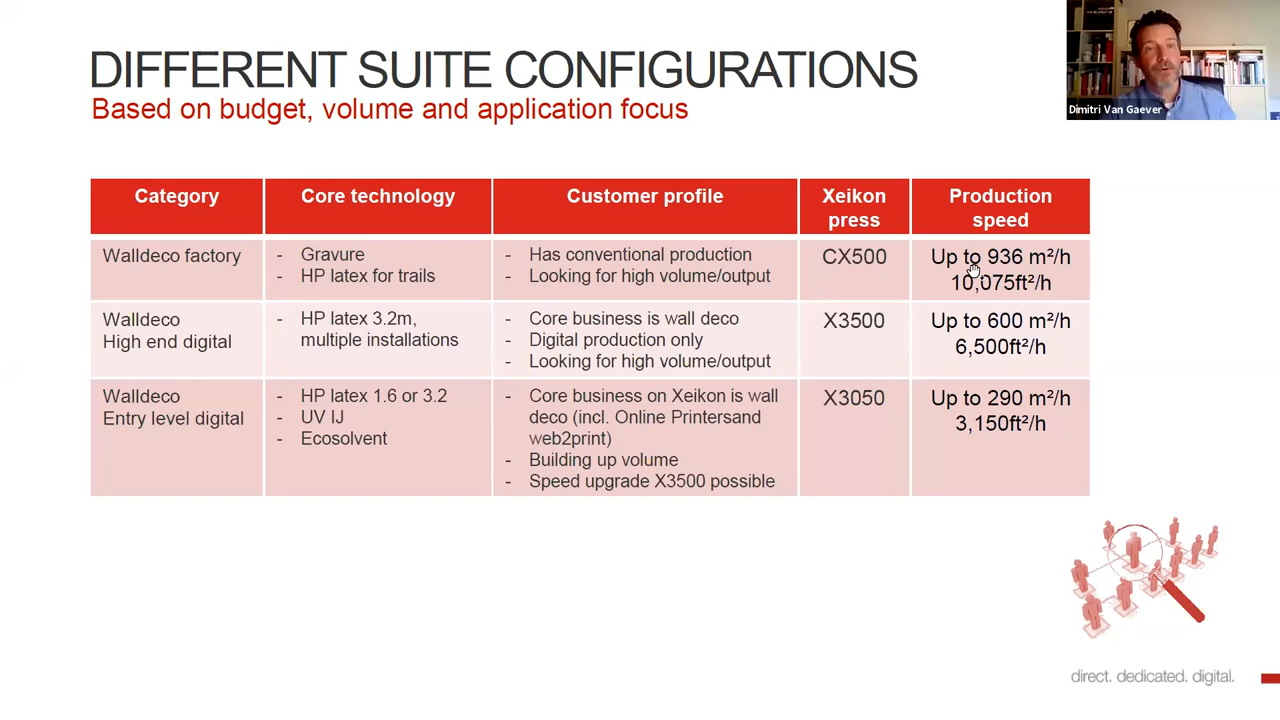 DIFFERENT SUITE CONFIGURATIONS
Based on budget, volume and application focus
Dimitri Van Gaever
Category
Core technology
Customer profile
Xeikon
press
Production
speed
Walldeco factory
- Gravure
- HP latex for trails
- Has conventional production
- Looking for high volume/output
CX500
Up to 936 m²/h
10,075ft²/h
Walldeco
High end digital
- HP latex 3.2m,
multiple installations
- Core business is wall deco
- Digital production only
- Looking for high volume/output
X3500
Up to 600 m²/h
6,500ft²/h
Walldeco
Entry level digital
- HP latex 1.6 or 3.2
- UV IJ
- Ecosolvent
- Core business on Xeikon is wall
deco (incl. Online Printersand
web2print)
- Building up volume
- Speed upgrade X3500 possible
X3050
Up to 290 m²/h
3,150ft²/h
direct. dedicated. digital.